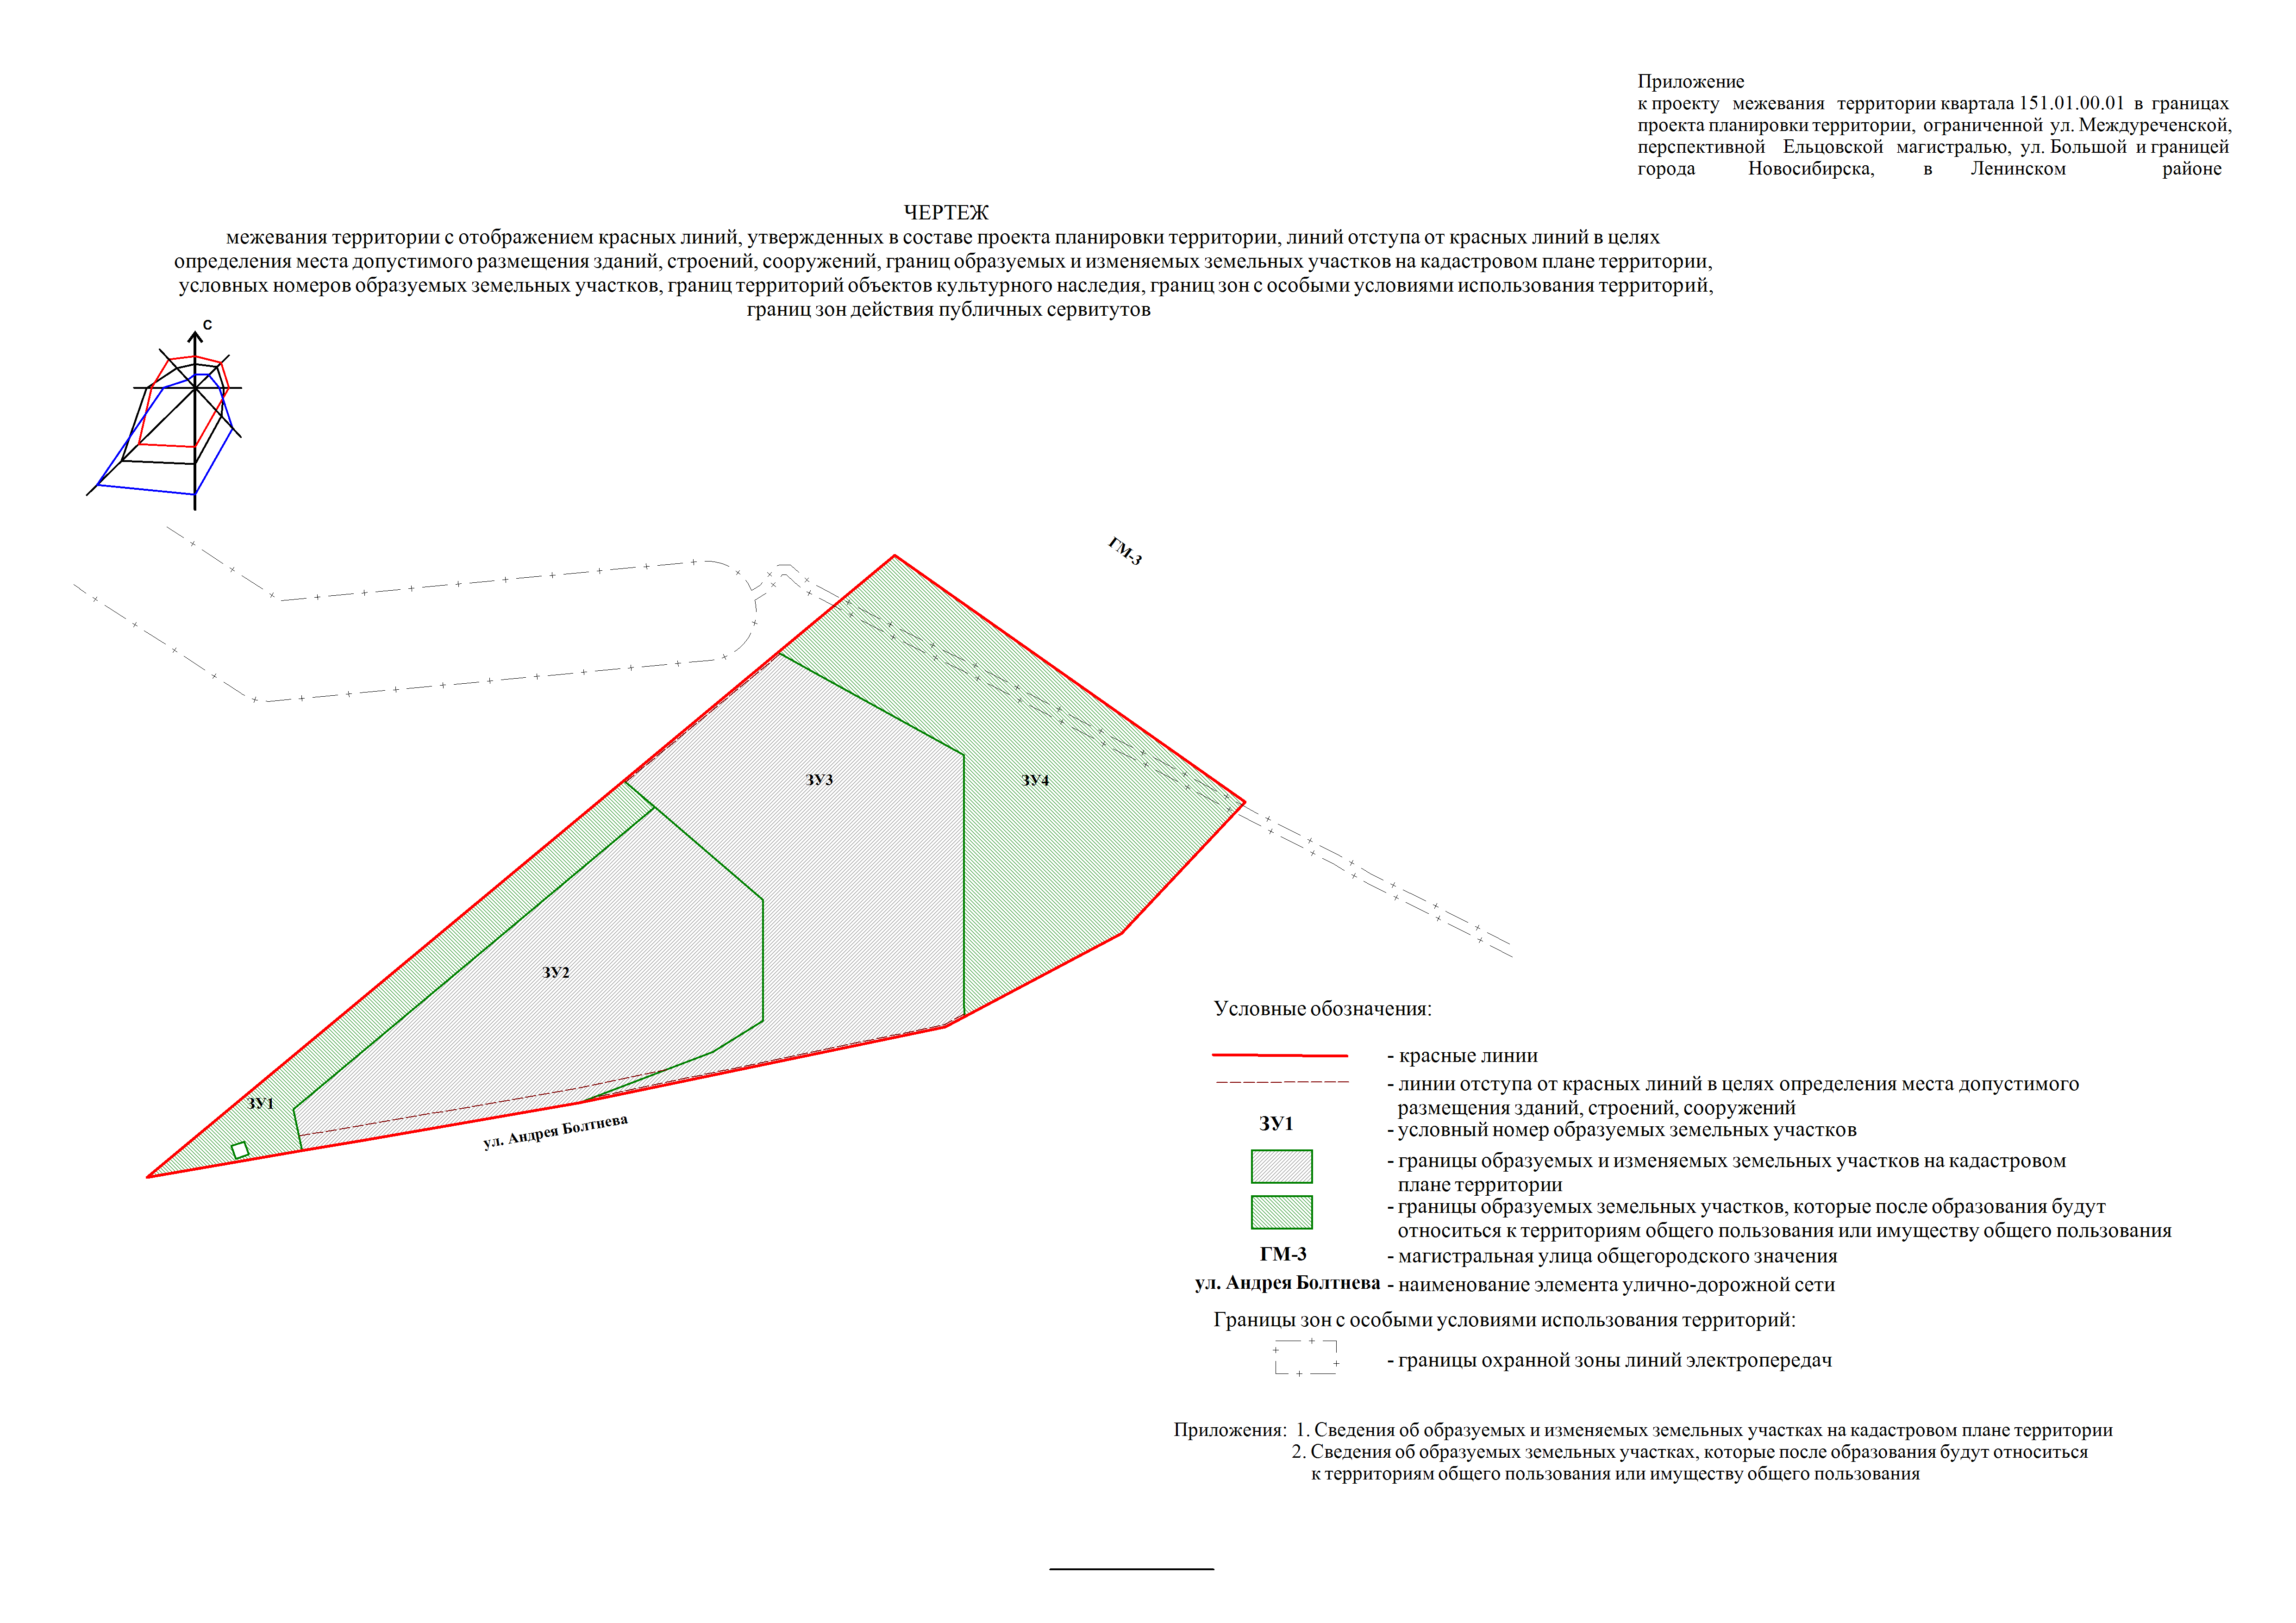 Приложение
к проекту межевания территории квартала 151.01.00.01 в границах
проекта планировки территории, ограниченной ул. Междуреченской,
перспективной Ельцовской магистралью, ул. Большой и границей
города Новосибирска, в Ленинском районе
ЧЕРТЕЖ
межевания территории с отображением красных линий, утвержденных в составе проекта планировки территории, линий отступа от красных линий в целях
определения места допустимого размещения зданий, строений, сооружений, границ образуемых и изменяемых земельных участков на кадастровом плане территории,
условных номеров образуемых земельных участков, границ территорий объектов культурного наследия, границ зон с особыми условиями использования территорий,
границ зон действия публичных сервитутов
С
ГМ-3
ЗУ3
ЗУ4
ЗУ2
ЗУ1
ул. Андрея Болтнева
Условные обозначения:
- красные линии
- линии отступа от красных линий в целях определения места допустимого
размещения зданий, строений, сооружений
ЗУ1 - условный номер образуемых земельных участков
- границы образуемых и изменяемых земельных участков на кадастровом
плане территории
- границы образуемых земельных участков, которые после образования будут
относиться к территориям общего пользования или имуществу общего пользования
ГМ-3 - магистральная улица общегородского значения
ул. Андрея Болтнева - наименование элемента улично-дорожной сети
Границы зон с особыми условиями использования территорий:
- границы охранной зоны линий электропередач
Приложения: 1. Сведения об образуемых и изменяемых земельных участках на кадастровом плане территории
2. Сведения об образуемых земельных участках, которые после образования будут относиться
к территориям общего пользования или имуществу общего пользования